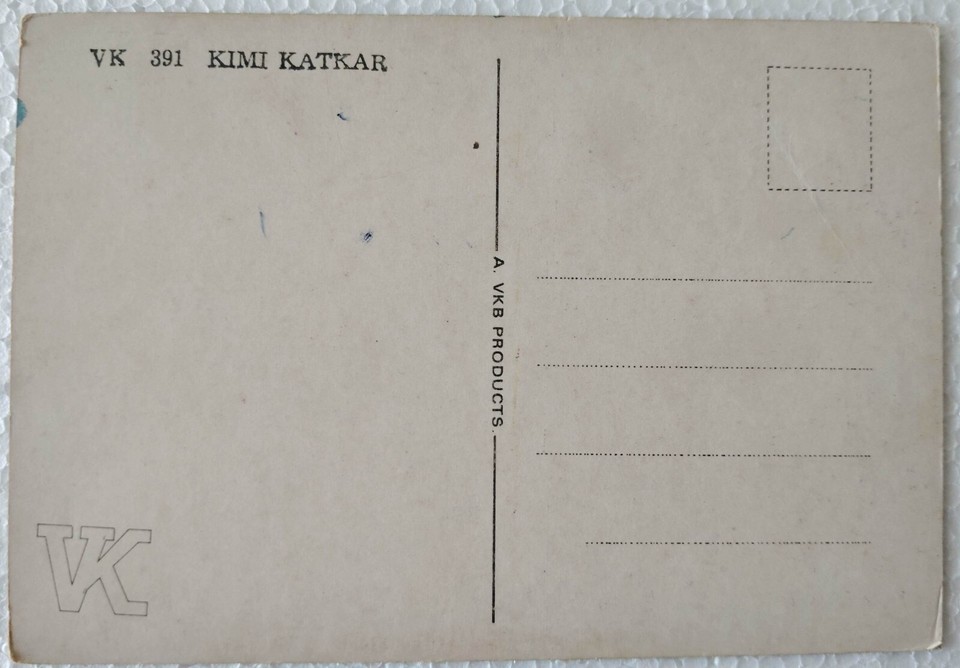 VK 391 KIMI KATKAR
A. VKB PRODUCTS.
VK